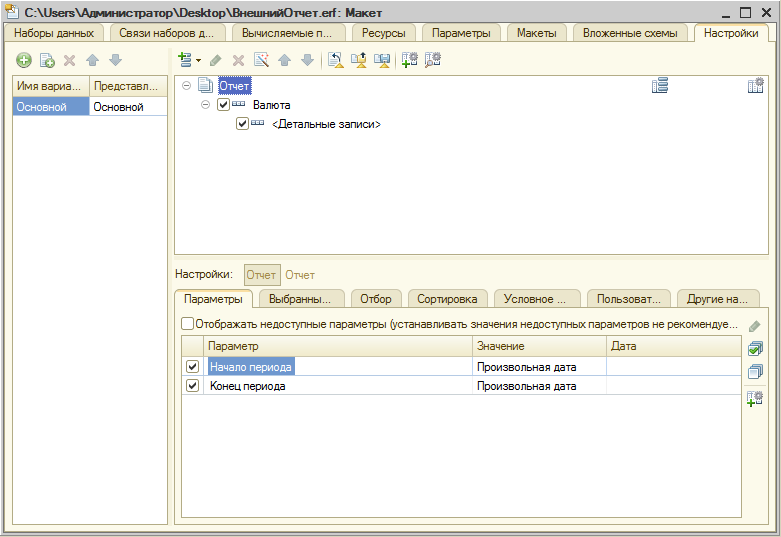 C:\Users\Администратор\Desktop\ВнешнийОтчет.erf: Макет
Наборы данных Связи наборов д... Вычисляемые п... Ресурсы Параметры Макеты Вложенные схемы Настройки
Имя вариа... Представл...
Основной Основной
Отчет
Валюта
<Детальные записи>
Настройки: Отчет Отчет
Параметры Выбранны... Отбор Сортировка Условное ... Пользоват... Другие на...
Отображать недоступные параметры (устанавливать значения недоступных параметров не рекомендуе...
Параметр Значение Дата
Начало периода Произвольная дата
Конец периода Произвольная дата